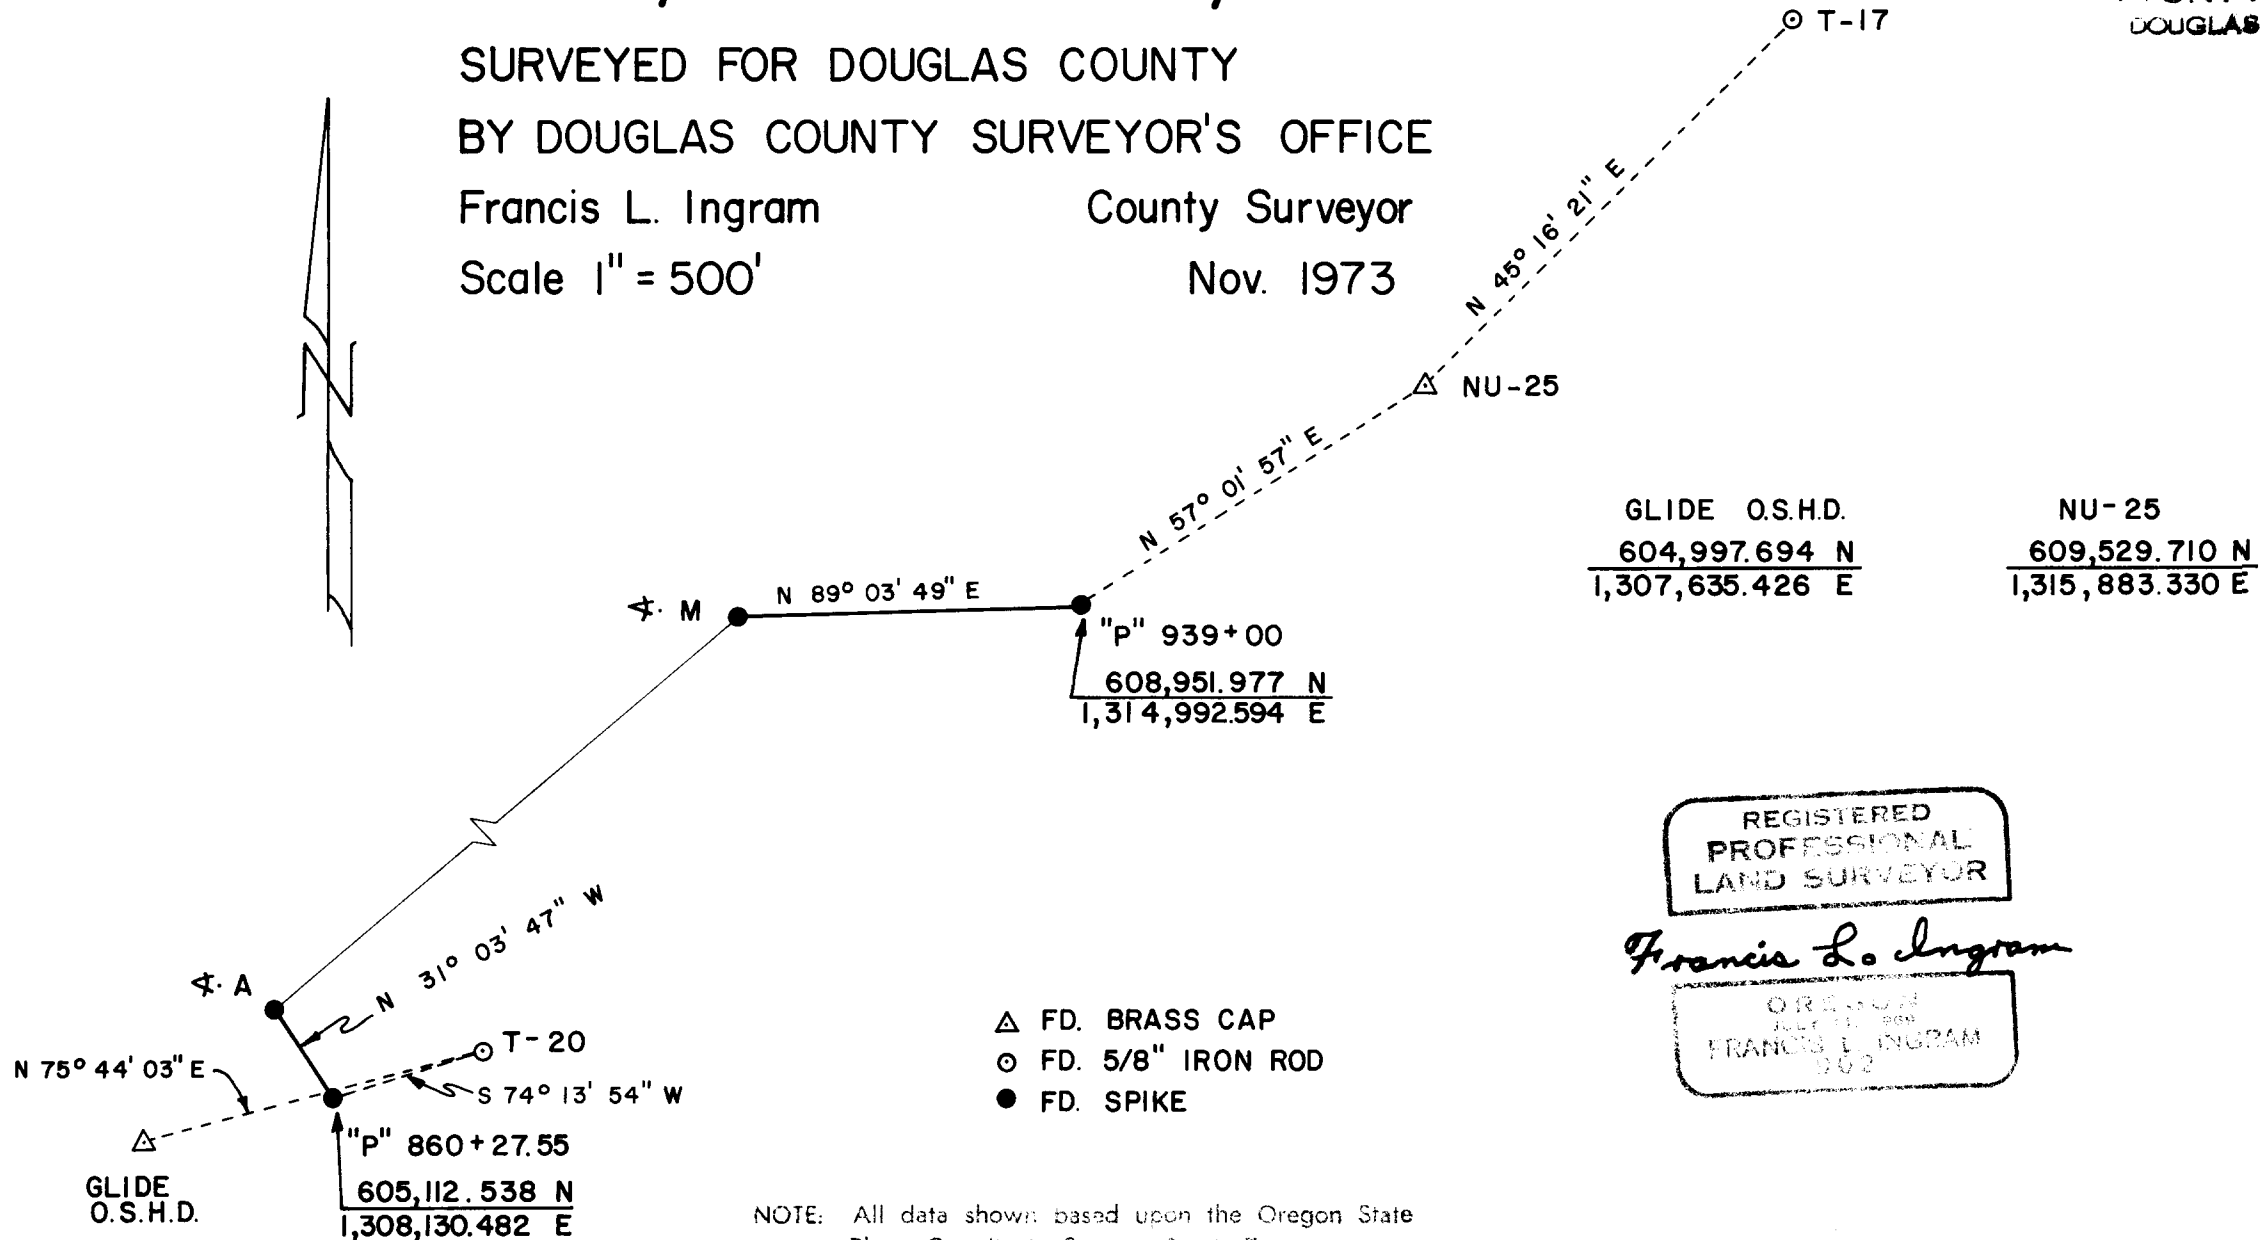 T-17
DOUGLAS
SURVEYED FOR DOUGLAS COUNTY
BY DOUGLAS COUNTY SURVEYOR'S OFFICE
Francis L. Ingram County Surveyor
Scale 1" = 500' Nov. 1973
N 45° 16' 21" E
NU-25
N 57° 01' 57" E
GLIDE O.S.H.D.
604,997.694 N
1,307,635.426 E
NU-25
609,529.710 N
1,315,883.330 E
N
∢. M
N 89° 03' 49" E
"P" 939+00
608,951.977 N
1,314,992.594 E
REGISTERED
PROFESSIONAL
LAND SURVEYOR
Francis L. Ingram
OREGON
FRANCIS L. INGRAM
902
∢. A
N 31° 03' 47" W
T-20
N 75° 44' 03" E
S 74° 13' 54" W
"P" 860+27.55
605,112.538 N
1,308,130.482 E
GLIDE
O.S.H.D.
FD. BRASS CAP
FD. 5/8" IRON ROD
FD. SPIKE
NOTE: All data shown based upon the Oregon State